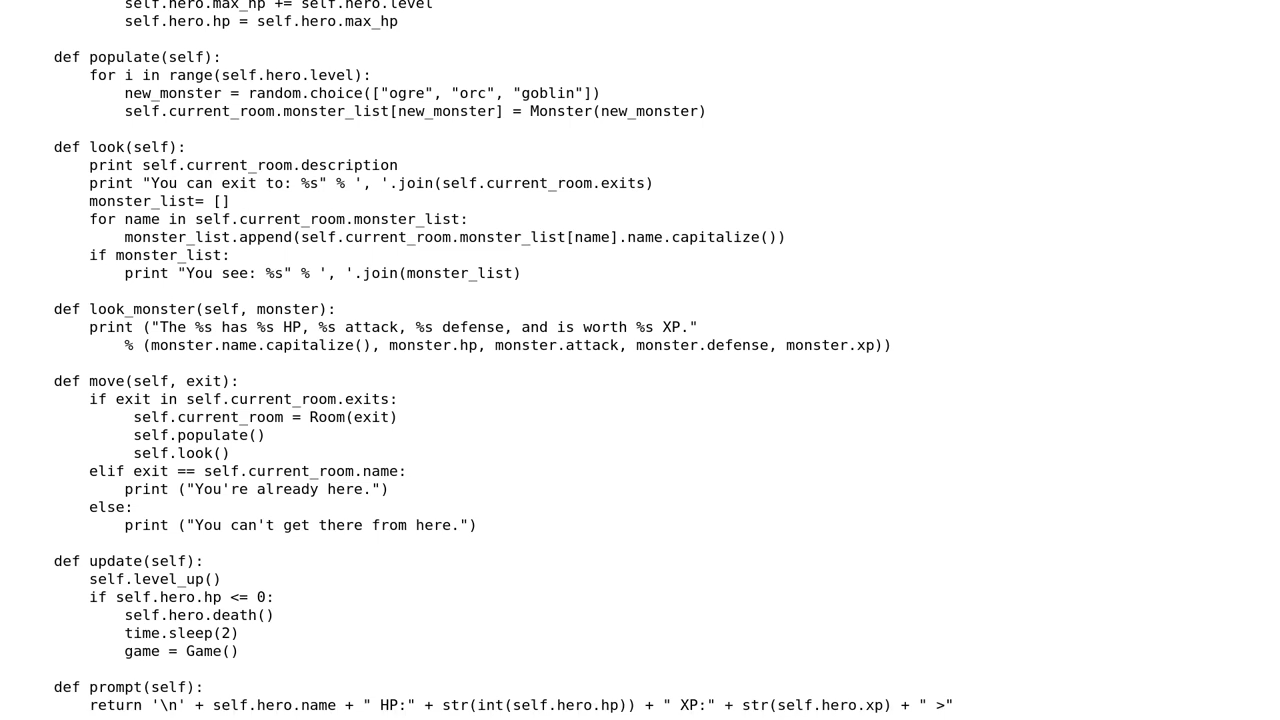 self.hero.max_hp += self.hero.level
            self.hero.hp = self.hero.max_hp

    def populate(self):
        for i in range(self.hero.level):
            new_monster = random.choice(["ogre", "orc", "goblin"])
            self.current_room.monster_list[new_monster] = Monster(new_monster)

    def look(self):
        print self.current_room.description
        print "You can exit to: %s" % ', '.join(self.current_room.exits)
        monster_list= []
        for name in self.current_room.monster_list:
            monster_list.append(self.current_room.monster_list[name].name.capitalize())
        if monster_list:
            print "You see: %s" % ', '.join(monster_list)

    def look_monster(self, monster):
        print ("The %s has %s HP, %s attack, %s defense, and is worth %s XP."
            % (monster.name.capitalize(), monster.hp, monster.attack, monster.defense, monster.xp))

    def move(self, exit):
        if exit in self.current_room.exits:
             self.current_room = Room(exit)
             self.populate()
             self.look()
        elif exit == self.current_room.name:
            print ("You're already here.")
        else:
            print ("You can't get there from here.")

    def update(self):
        self.level_up()
        if self.hero.hp <= 0:
            self.hero.death()
            time.sleep(2)
            game = Game()

    def prompt(self):
        return '\n' + self.hero.name + " HP:" + str(int(self.hero.hp)) + " XP:" + str(self.hero.xp) + " >"